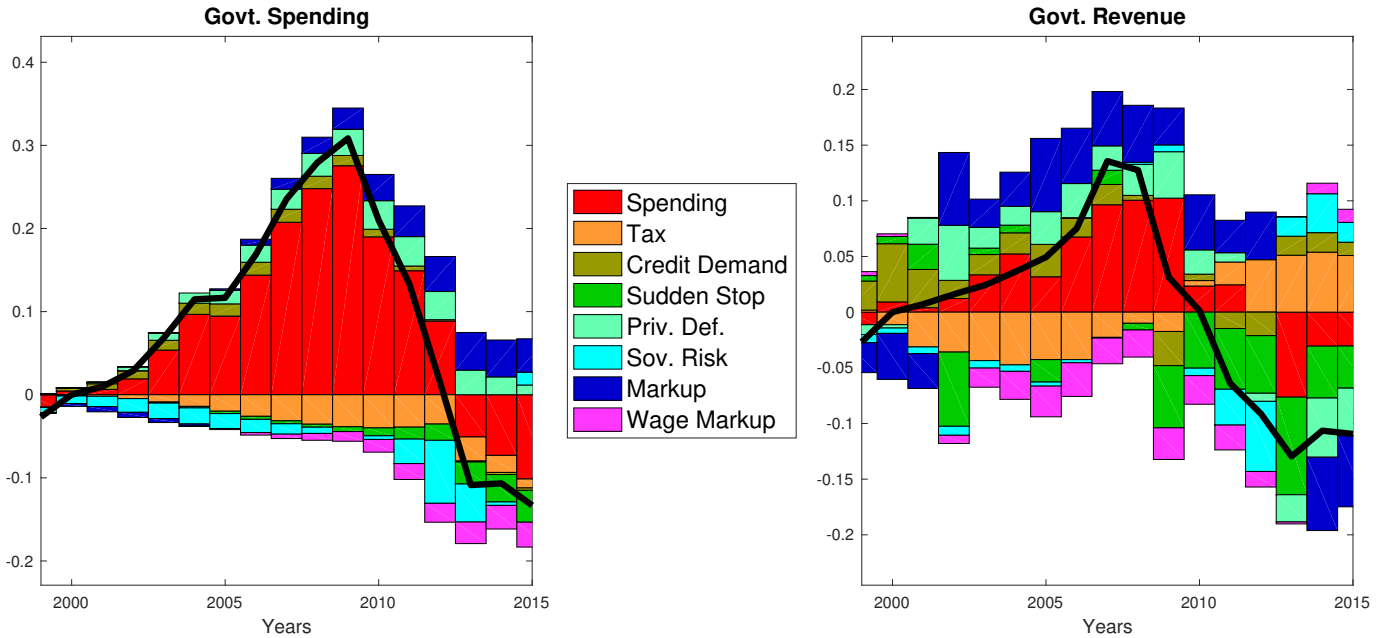 Govt. Spending
0.4
0.3
0.2
0.1
0
-0.1
-0.2
2000 2005 2010 2015
Years
Spending
Tax
Credit Demand
Sudden Stop
Priv. Def.
Sov. Risk
Markup
Wage Markup
Govt. Revenue
0.2
0.15
0.1
0.05
0
-0.05
-0.1
-0.15
-0.2
2000 2005 2010 2015
Years